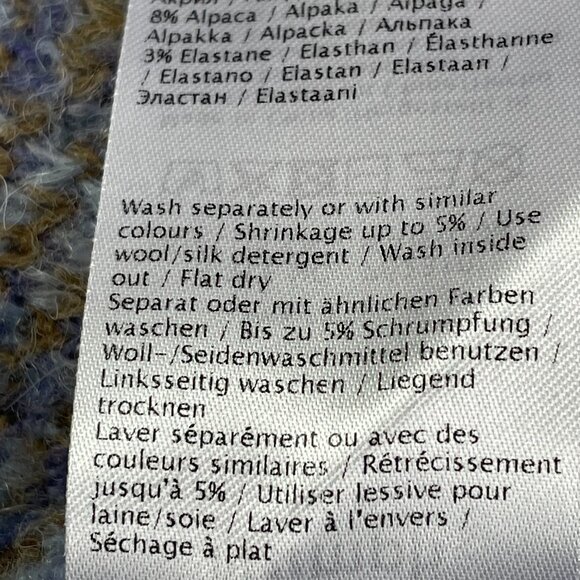 8% Alpaca / Alpaka / Alpaga /
Alpakka / Alpacka / Альпака
3% Elastane / Elasthan / Élasthanne
/ Elastano / Elastan / Elastaan /
Эластан / Elastaani
Wash separately or with similar
colours / Shrinkage up to 5% / Use
wool/silk detergent / Wash inside
out / Flat dry
Separat oder mit ähnlichen Farben
waschen / Bis zu 5% Schrumpfung /
Woll-/Seidenwaschmittel benutzen /
Linksseitig waschen / Liegend
trocknen
Laver séparément ou avec des
couleurs similaires / Rétrécissement
jusqu'à 5% / Utiliser lessive pour
laine/soie / Laver à l'envers /
Séchage à plat